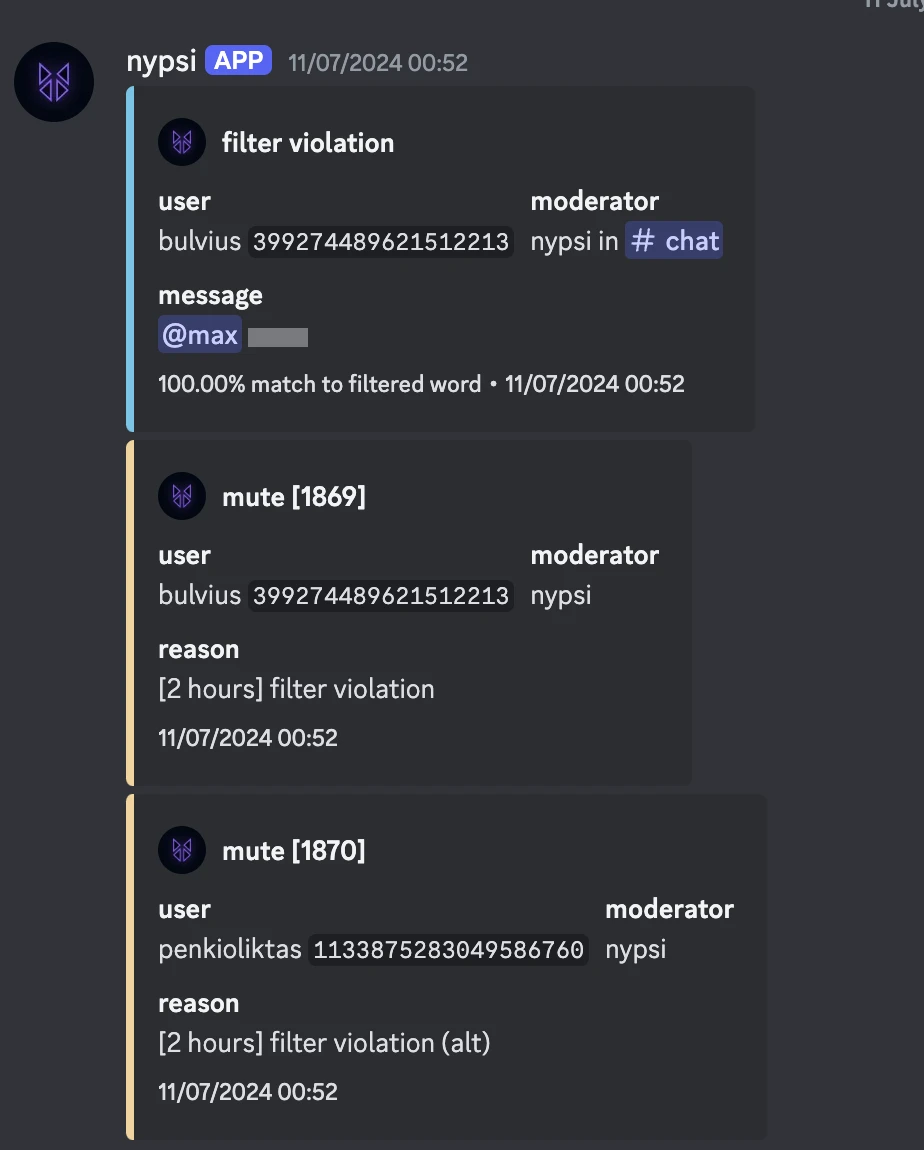 nypsi APP 11/07/2024 00:52
filter violation
user moderator
bulvius 399274489621512213 nypsi in # chat
message
@max
100.00% match to filtered word • 11/07/2024 00:52
mute [1869]
user moderator
bulvius 399274489621512213 nypsi
reason
[2 hours] filter violation
11/07/2024 00:52
mute [1870]
user moderator
penkioliktas 1133875283049586760 nypsi
reason
[2 hours] filter violation (alt)
11/07/2024 00:52